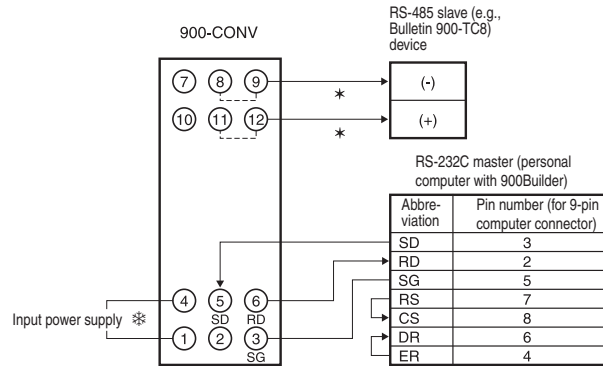 RS-485 slave (e.g.,
Bulletin 900-TC8)
device
900-CONV
7 8 9
(-)
*
10 11 12
(+)
*
RS-232C master (personal
computer with 900Builder)
Abbre-
viation
Pin number (for 9-pin
computer connector)
SD 3
RD 2
SG 5
RS 7
CS 8
DR 6
ER 4
4 5 6
SD RD
Input power supply ❉
1 2 3
SG